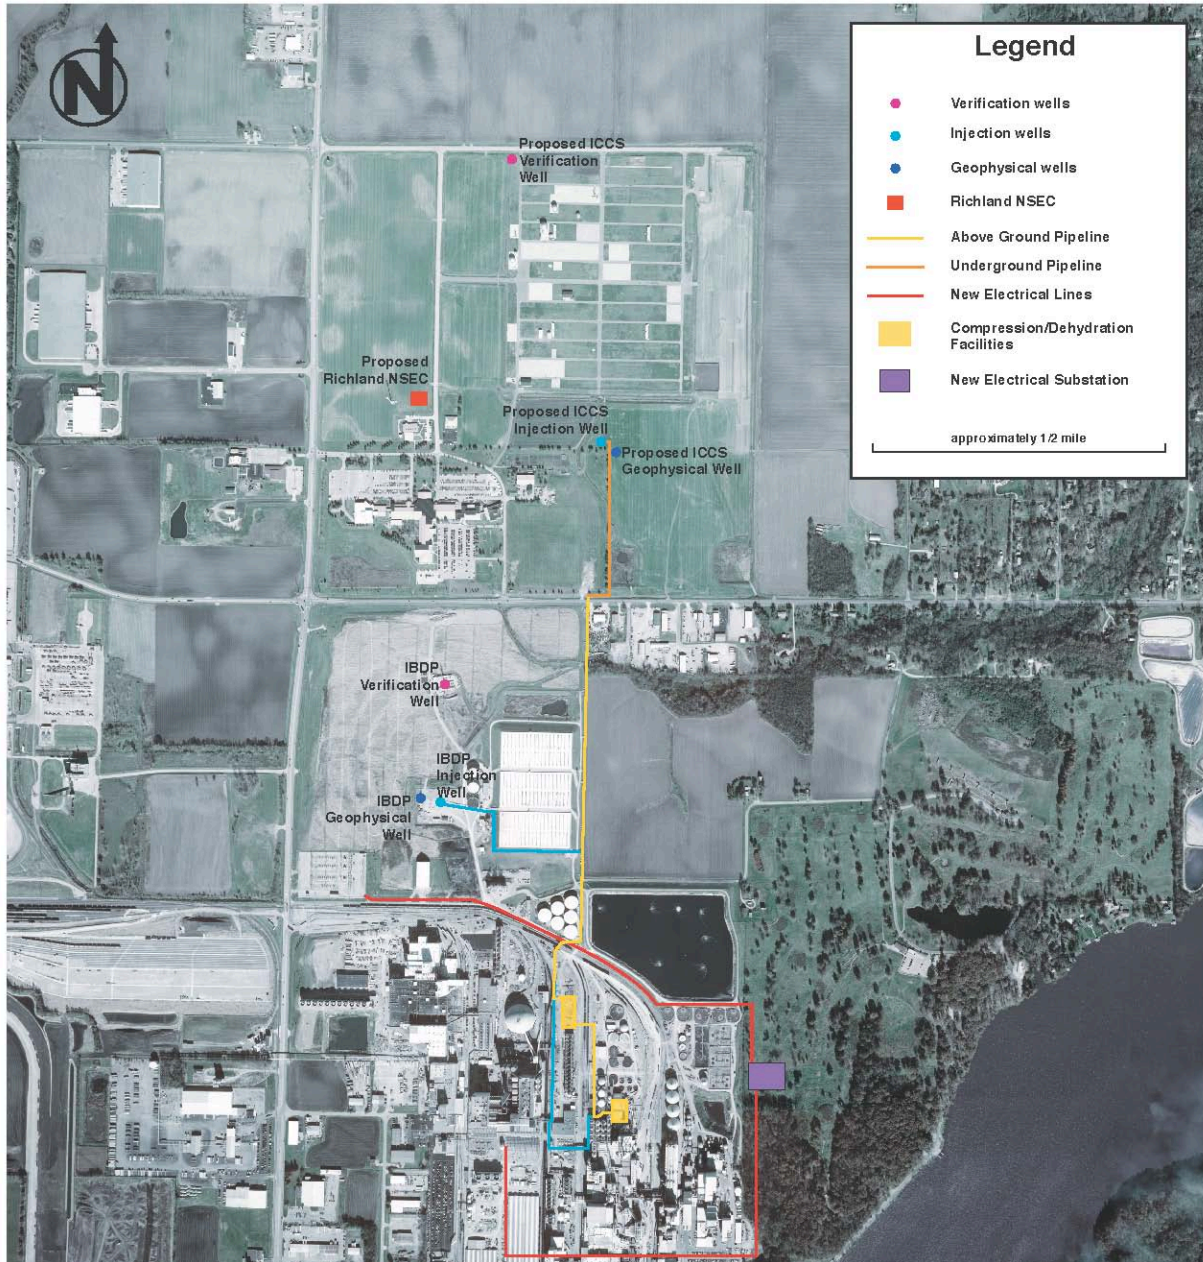 N
Legend
Verification wells
Injection wells
Geophysical wells
Richland NSEC
Above Ground Pipeline
Underground Pipeline
New Electrical Lines
Compression/Dehydration
Facilities
New Electrical Substation
approximately 1/2 mile
Proposed ICCS
Verification
Well
Proposed
Richland NSEC
Proposed ICCS
Injection Well
Proposed ICCS
Geophysical Well
IBDP
Verification
Well
IBDP
Injection
Well
IBDP
Geophysical
Well